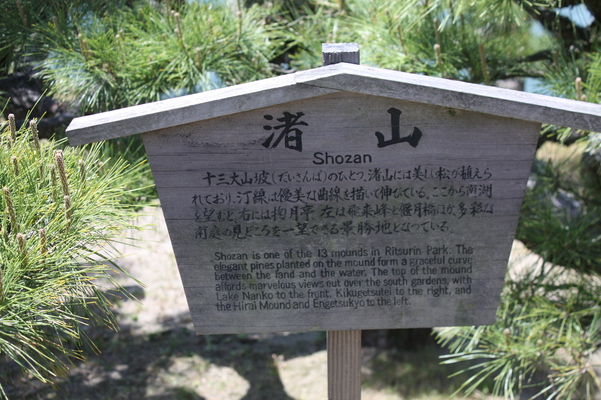 渚山
Shozan
十三大山坡(だいさんぱ)のひとつ。渚山には美しい松が植えら
れており、汀線は優美な曲線を描いて伸びている。ここから南湖
を望むと、右には掬月亭、左は飛来峰と偃月橋ほか、多彩な
南庭の見どころを一望できる景勝地となっている。
Shozan is one of the 13 mounds in Ritsurin Park. The
elegant pines planted on the mound form a graceful curve
between the land and the water. The top of the mound
affords marvelous views out over the south gardens, with
Lake Nanko to the front, Kikugetsutei to the right, and
the Hirai Mound and Engetsukyo to the left.